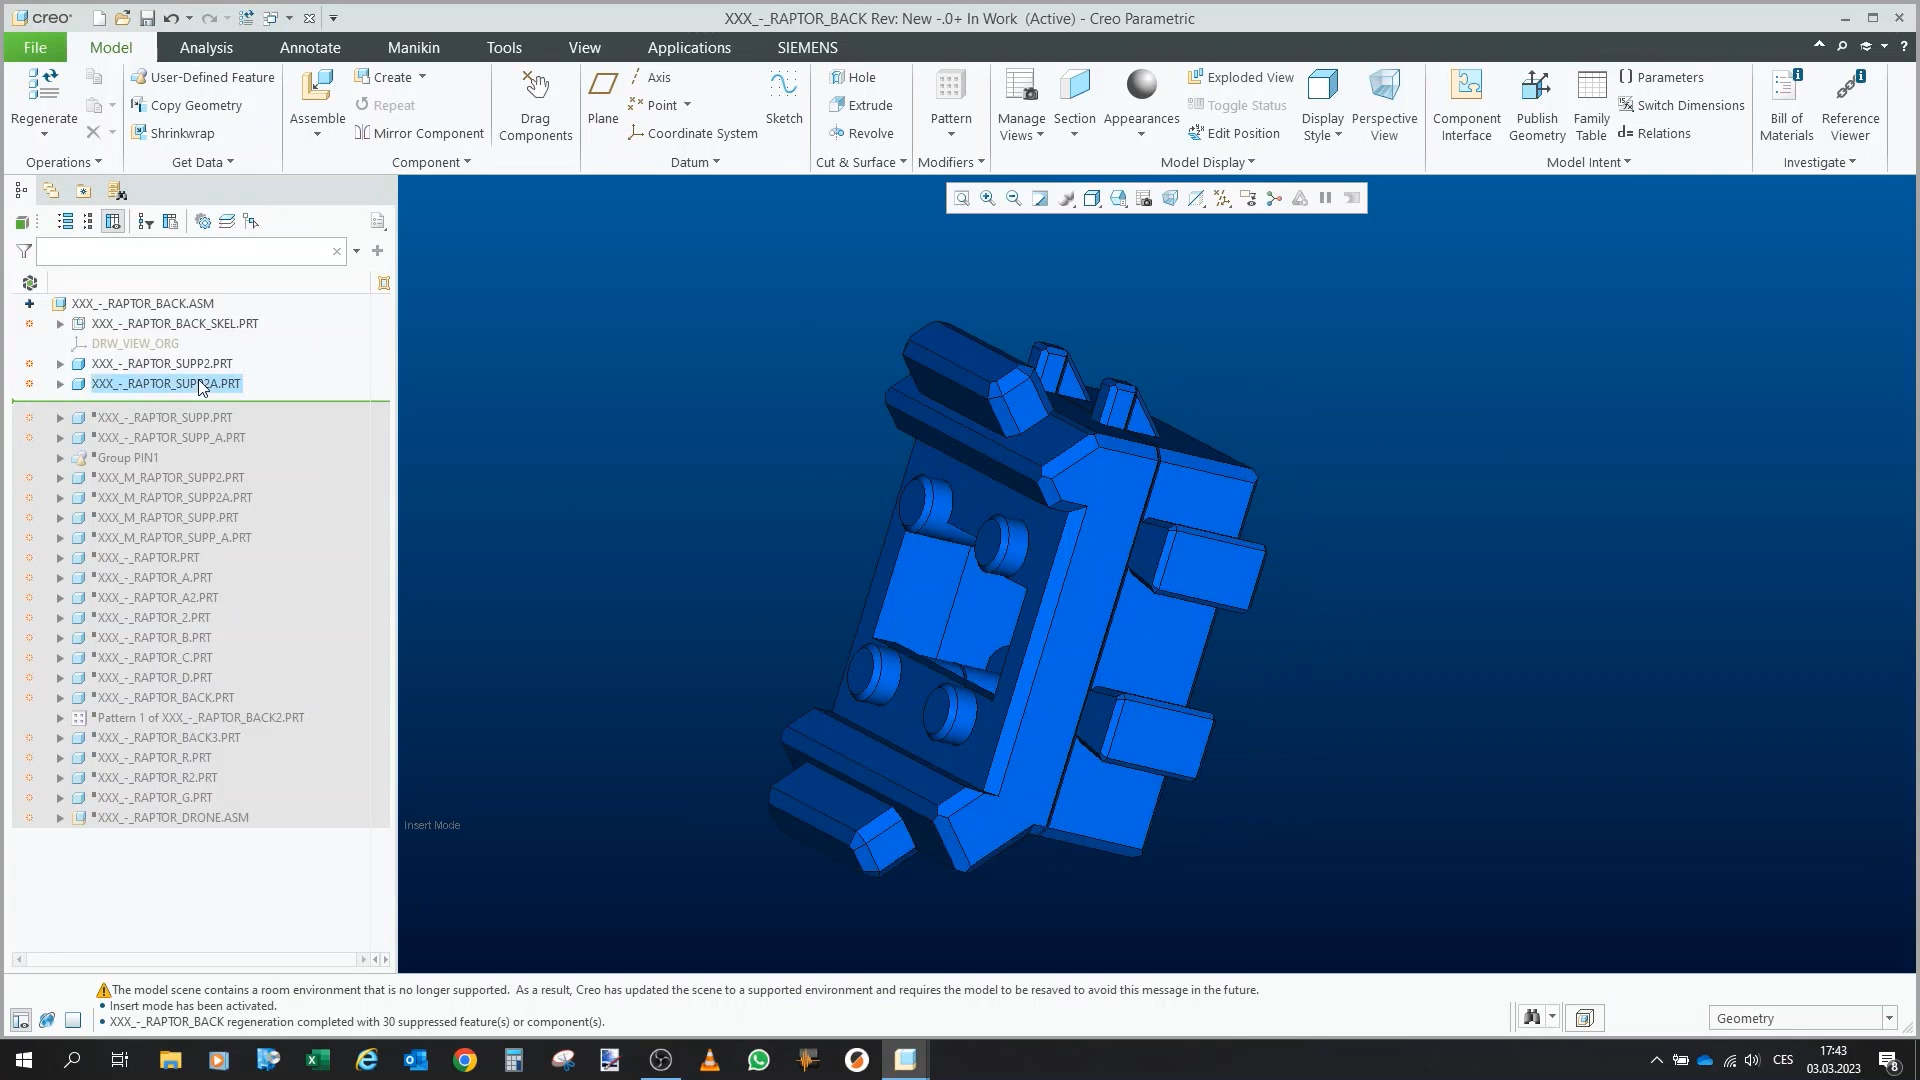 creo
XXX_-_RAPTOR_BACK Rev: New -.0+ In Work (Active) - Creo Parametric
File Model Analysis Annotate Manikin Tools View Applications SIEMENS
Regenerate
Operations
User-Defined Feature
Copy Geometry
Shrinkwrap
Get Data
Assemble
Create
Repeat
Mirror Component
Drag Components
Component
Plane
Axis
Point
Coordinate System
Sketch
Datum
Hole
Extrude
Revolve
Cut & Surface
Pattern
Modifiers
Manage Views
Section
Appearances
Exploded View
Toggle Status
Edit Position
Display Style
Perspective View
Model Display
Component Interface
Publish Geometry
Family Table
Parameters
Switch Dimensions
Relations
Model Intent
Bill of Materials
Reference Viewer
Investigate
XXX_-_RAPTOR_BACK.ASM
XXX_-_RAPTOR_BACK_SKEL.PRT
DRW_VIEW_ORG
XXX_-_RAPTOR_SUPP2.PRT
XXX_-_RAPTOR_SUPP2A.PRT
XXX_-_RAPTOR_SUPP.PRT
XXX_-_RAPTOR_SUPP_A.PRT
Group PIN1
XXX_M_RAPTOR_SUPP2.PRT
XXX_M_RAPTOR_SUPP2A.PRT
XXX_M_RAPTOR_SUPP.PRT
XXX_M_RAPTOR_SUPP_A.PRT
XXX_-_RAPTOR.PRT
XXX_-_RAPTOR_A.PRT
XXX_-_RAPTOR_A2.PRT
XXX_-_RAPTOR_2.PRT
XXX_-_RAPTOR_B.PRT
XXX_-_RAPTOR_C.PRT
XXX_-_RAPTOR_D.PRT
XXX_-_RAPTOR_BACK.PRT
Pattern 1 of XXX_-_RAPTOR_BACK2.PRT
XXX_-_RAPTOR_BACK3.PRT
XXX_-_RAPTOR_R.PRT
XXX_-_RAPTOR_R2.PRT
XXX_-_RAPTOR_G.PRT
XXX_-_RAPTOR_DRONE.ASM
Insert Mode
The model scene contains a room environment that is no longer supported. As a result, Creo has updated the scene to a supported environment and requires the model to be resaved to avoid this message in the future.
• Insert mode has been activated.
• XXX_-_RAPTOR_BACK regeneration completed with 30 suppressed feature(s) or component(s).
Geometry
CES
17:43
03.03.2023
8